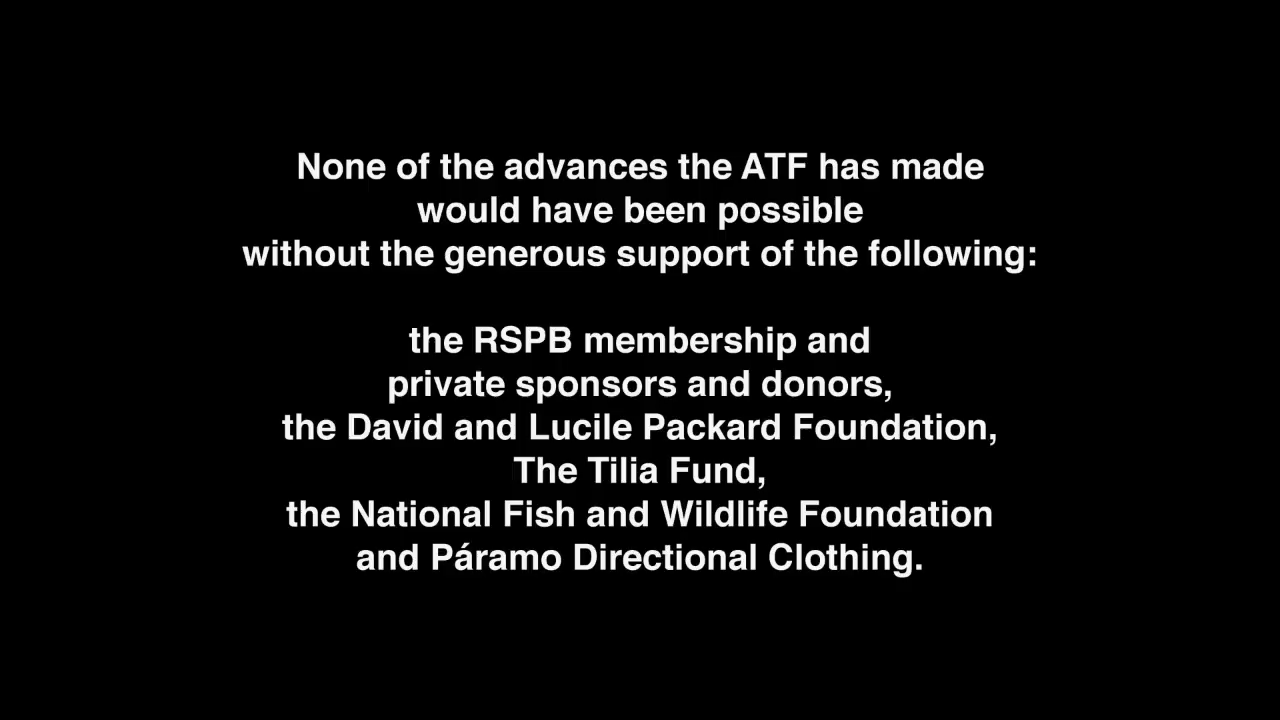 None of the advances the ATF has made
would have been possible
without the generous support of the following:
the RSPB membership and
private sponsors and donors,
the David and Lucile Packard Foundation,
The Tilia Fund,
the National Fish and Wildlife Foundation
and Páramo Directional Clothing.